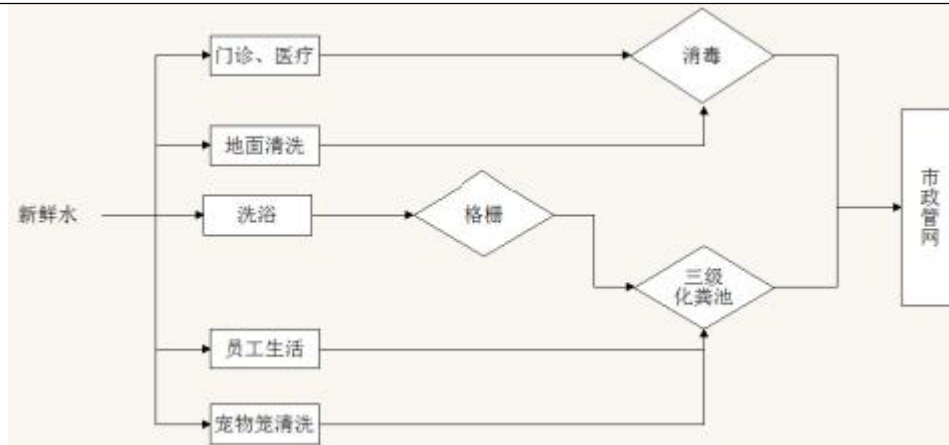 门诊、医疗
消毒
地面清洗
新鲜水
洗浴
格栅
市政管网
三级
化粪池
员工生活
宠物笼清洗